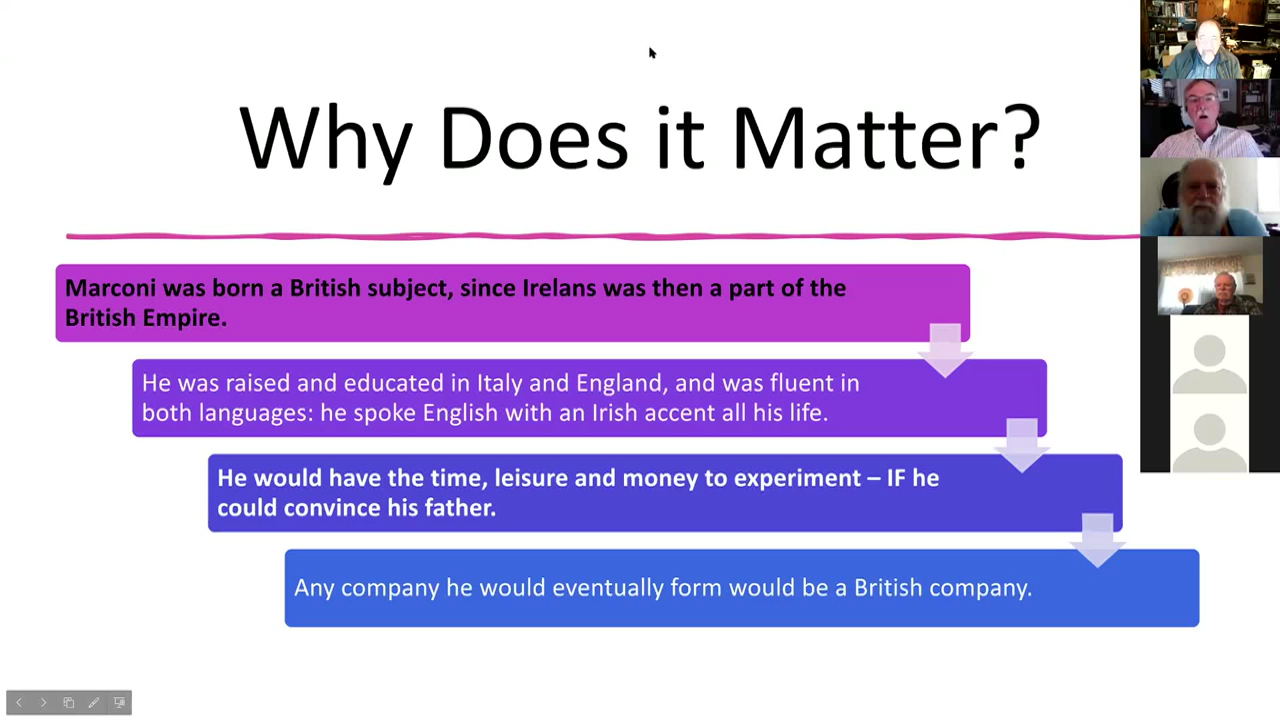 Why Does it Matter?
Marconi was born a British subject, since Irelans was then a part of the
British Empire.
He was raised and educated in Italy and England, and was fluent in
both languages: he spoke English with an Irish accent all his life.
He would have the time, leisure and money to experiment – IF he
could convince his father.
Any company he would eventually form would be a British company.